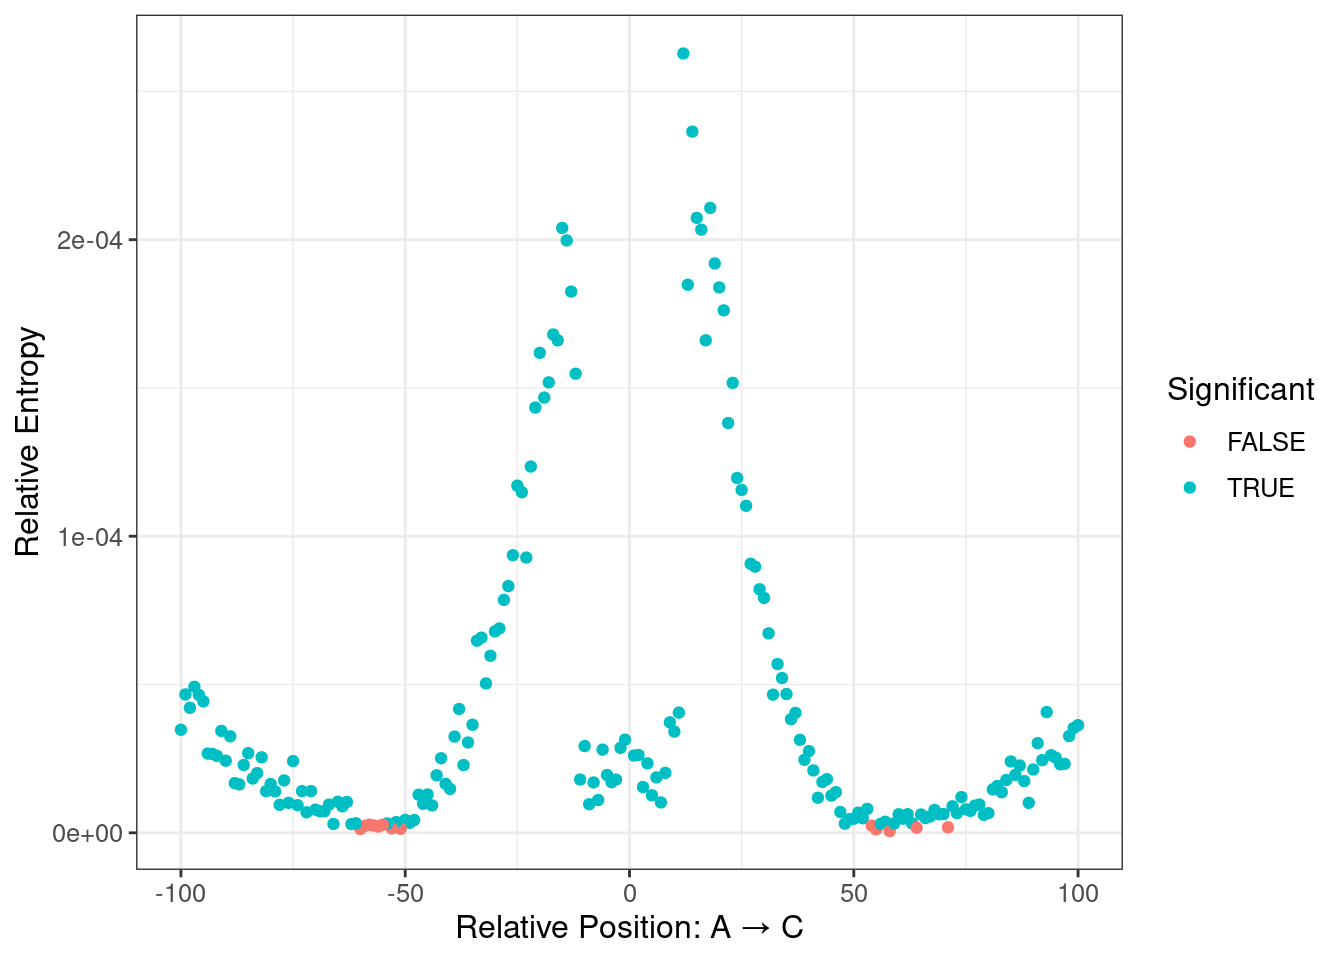 2e-04
1e-04
0e+00
Relative Entropy
-100
-50
0
50
100
Relative Position: A → C
Significant
FALSE
TRUE